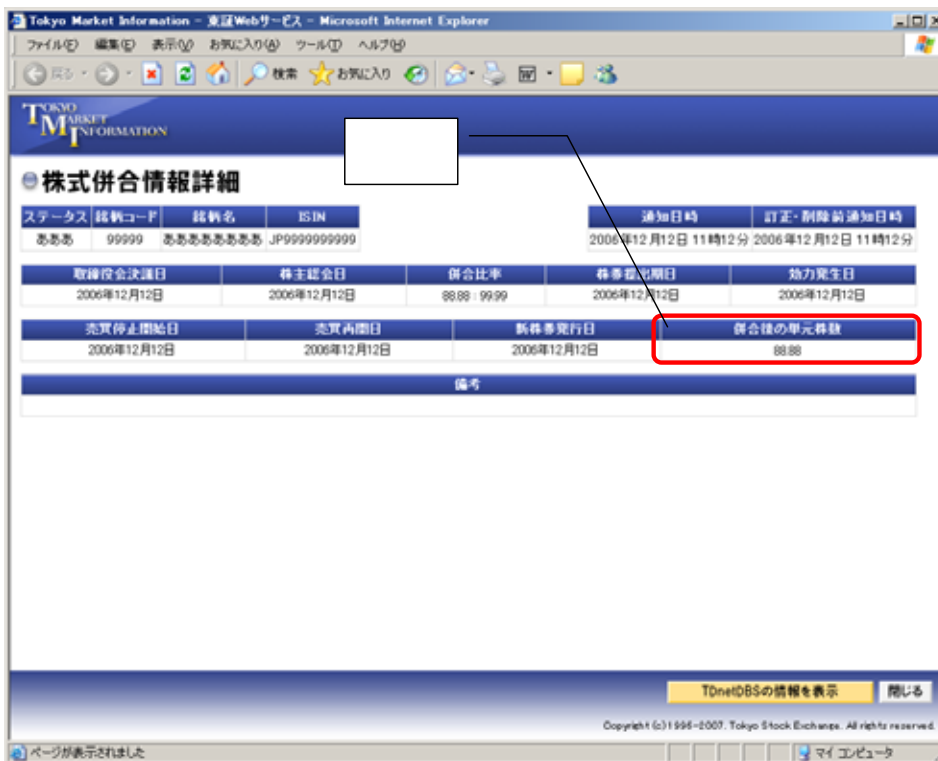 Tokyo Market Information - 東証Webサービス - Microsoft Internet Explorer
ファイル(F) 編集(E) 表示(V) お気に入り(A) ツール(T) ヘルプ(H)
戻る 検索 お気に入り
TOKYO
MARKET
INFORMATION
株式併合情報詳細
ステータス 銘柄コード 銘柄名 ISIN 通知日時 訂正・削除前通知日時
あああ 99999 ああああああああ JP9999999999 2006年12月12日 11時12分 2006年12月12日 11時12分
取締役会決議日 株主総会日 併合比率 株券提出期日 効力発生日
2006年12月12日 2006年12月12日 88.88 : 99.99 2006年12月12日 2006年12月12日
売買停止開始日 売買再開日 新株券発行日 併合後の単元株数
2006年12月12日 2006年12月12日 2006年12月12日 88.88
備考
TDnetDBSの情報を表示 閉じる
Copyright (c)1996-2007. Tokyo Stock Exchange. All rights reserved.
ページが表示されました マイ コンピュータ